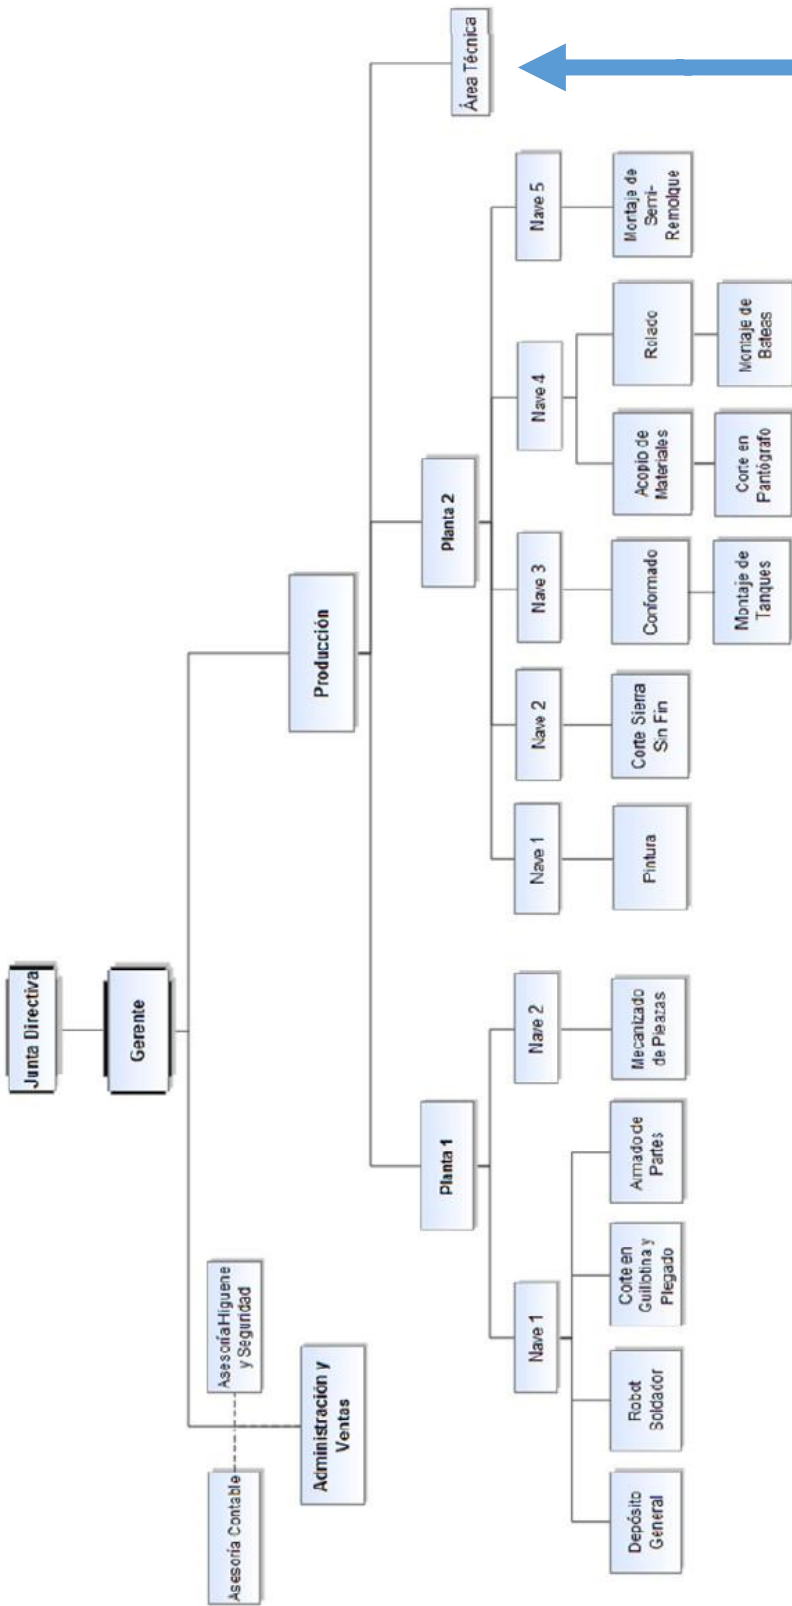 Junta Directiva
Gerente
Asesoría Contable
Asesoría Higuene
y Seguridad
Administración y
Ventas
Producción
Planta 1
Planta 2
Área Técnica
Nave 1
Nave 2
Nave 1
Nave 2
Nave 3
Nave 4
Nave 5
Depósito
General
Robot
Soldador
Corte en
Guillotina y
Plegado
Armado de
Partes
Mecanizado
de Pieazas
Pintura
Corte Sierra
Sin Fin
Conformado
Acopio de
Materiales
Rolado
Montaje de
Semi-
Remolque
Montaje de
Tanques
Corte en
Pantógrafo
Montaje de
Bateas